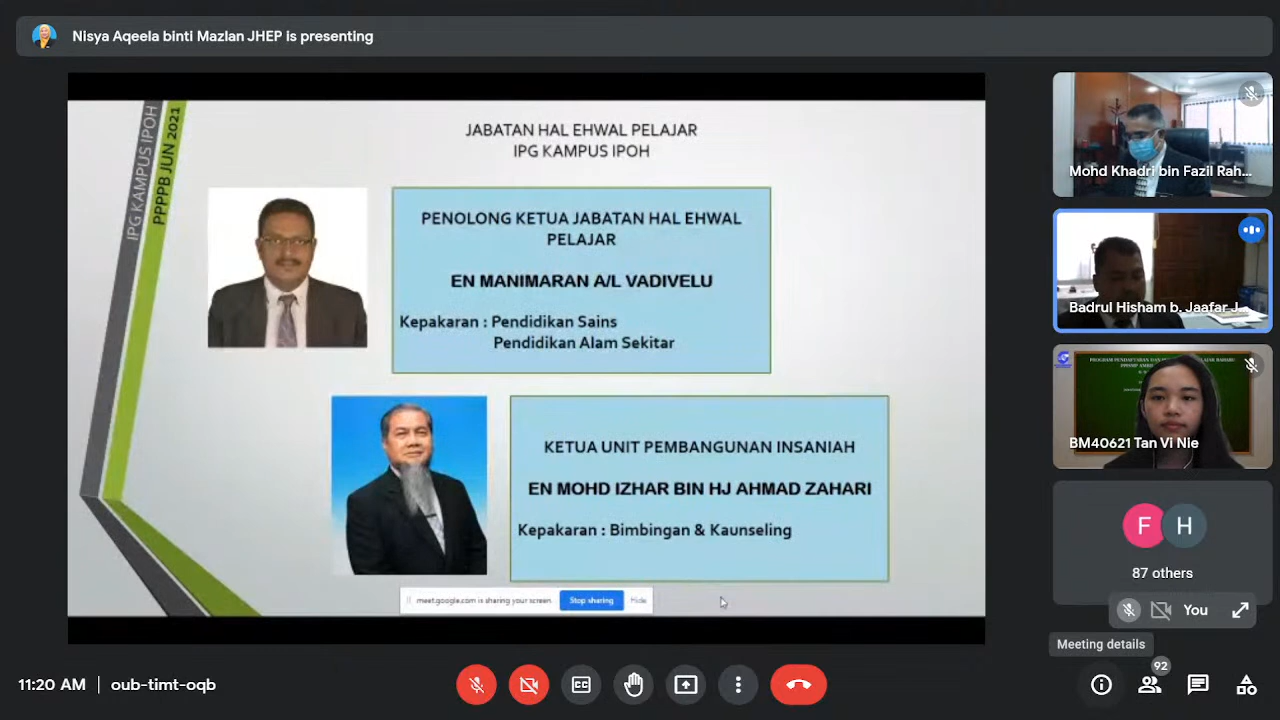 Nisya Aqeela binti Mazlan JHEP is presenting
IPG KAMPUS IPOH
PPPPB JUN 2021
JABATAN HAL EHWAL PELAJAR
IPG KAMPUS IPOH
PENOLONG KETUA JABATAN HAL EHWAL
PELAJAR
EN MANIMARAN A/L VADIVELU
Kepakaran : Pendidikan Sains
Pendidikan Alam Sekitar
KETUA UNIT PEMBANGUNAN INSANIAH
EN MOHD IZHAR BIN HJ AHMAD ZAHARI
Kepakaran : Bimbingan & Kaunseling
meet.google.com is sharing your screen.
Stop sharing
Hide
Mohd Khadri bin Fazil Rah...
Badrul Hisham b. Jaafar J...
BM40621 Tan Vi Nie
F
H
87 others
You
Meeting details
11:20 AM | oub-timt-oqb
CC
92